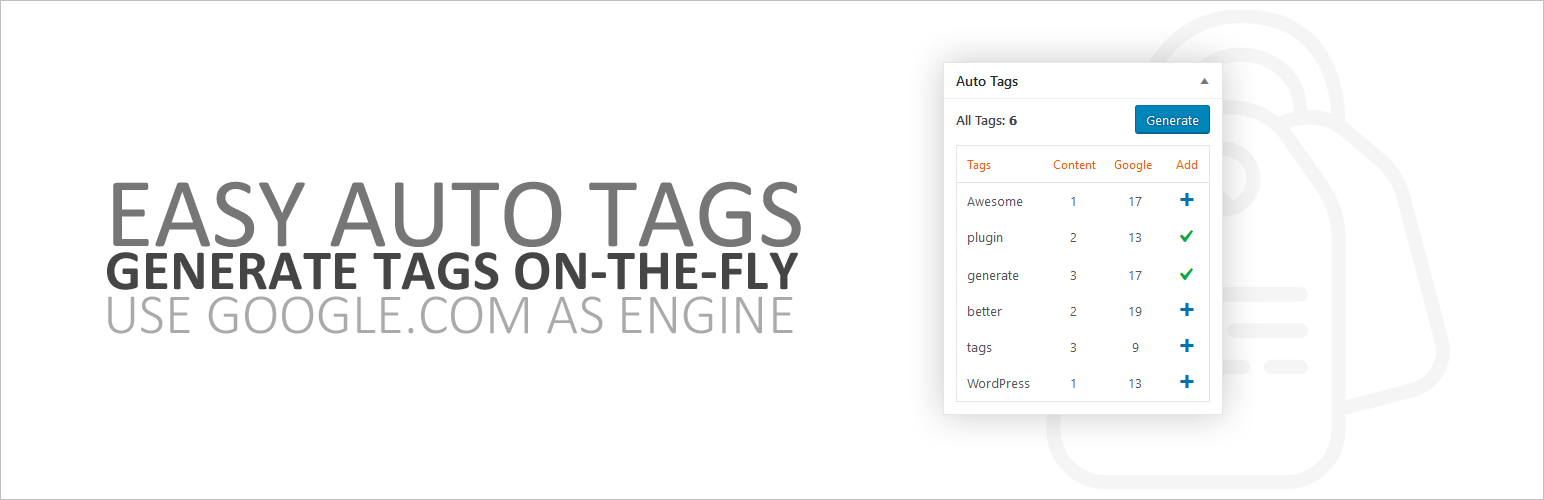 EASY AUTO TAGS
GENERATE TAGS ON-THE-FLY
USE GOOGLE.COM AS ENGINE
Auto Tags
All Tags: 6
Generate
Tags Content Google Add
Awesome 1 17
plugin 2 13
generate 3 17
better 2 19
tags 3 9
WordPress 1 13